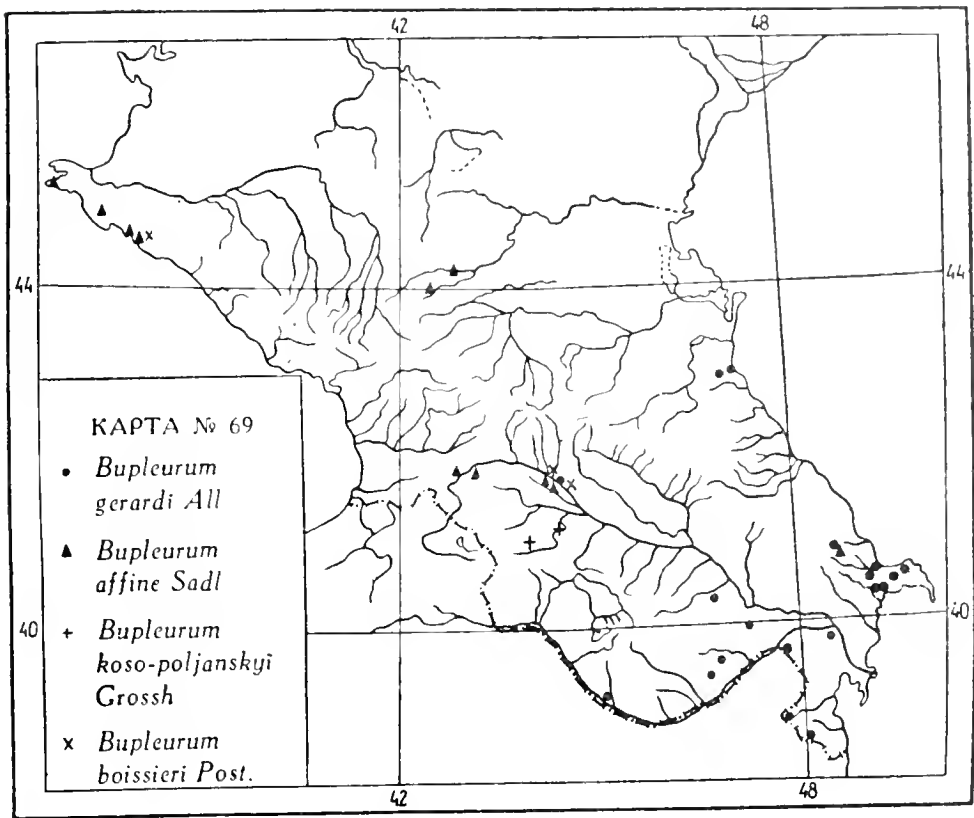 42 48
44 44
КАРТА № 69
• Bupleurum
gerardi All
▲ Bupleurum
affine Sadl
+ Bupleurum
koso-poljanskyi
Grossh
x Bupleurum
boissieri Post.
40 40
42 48